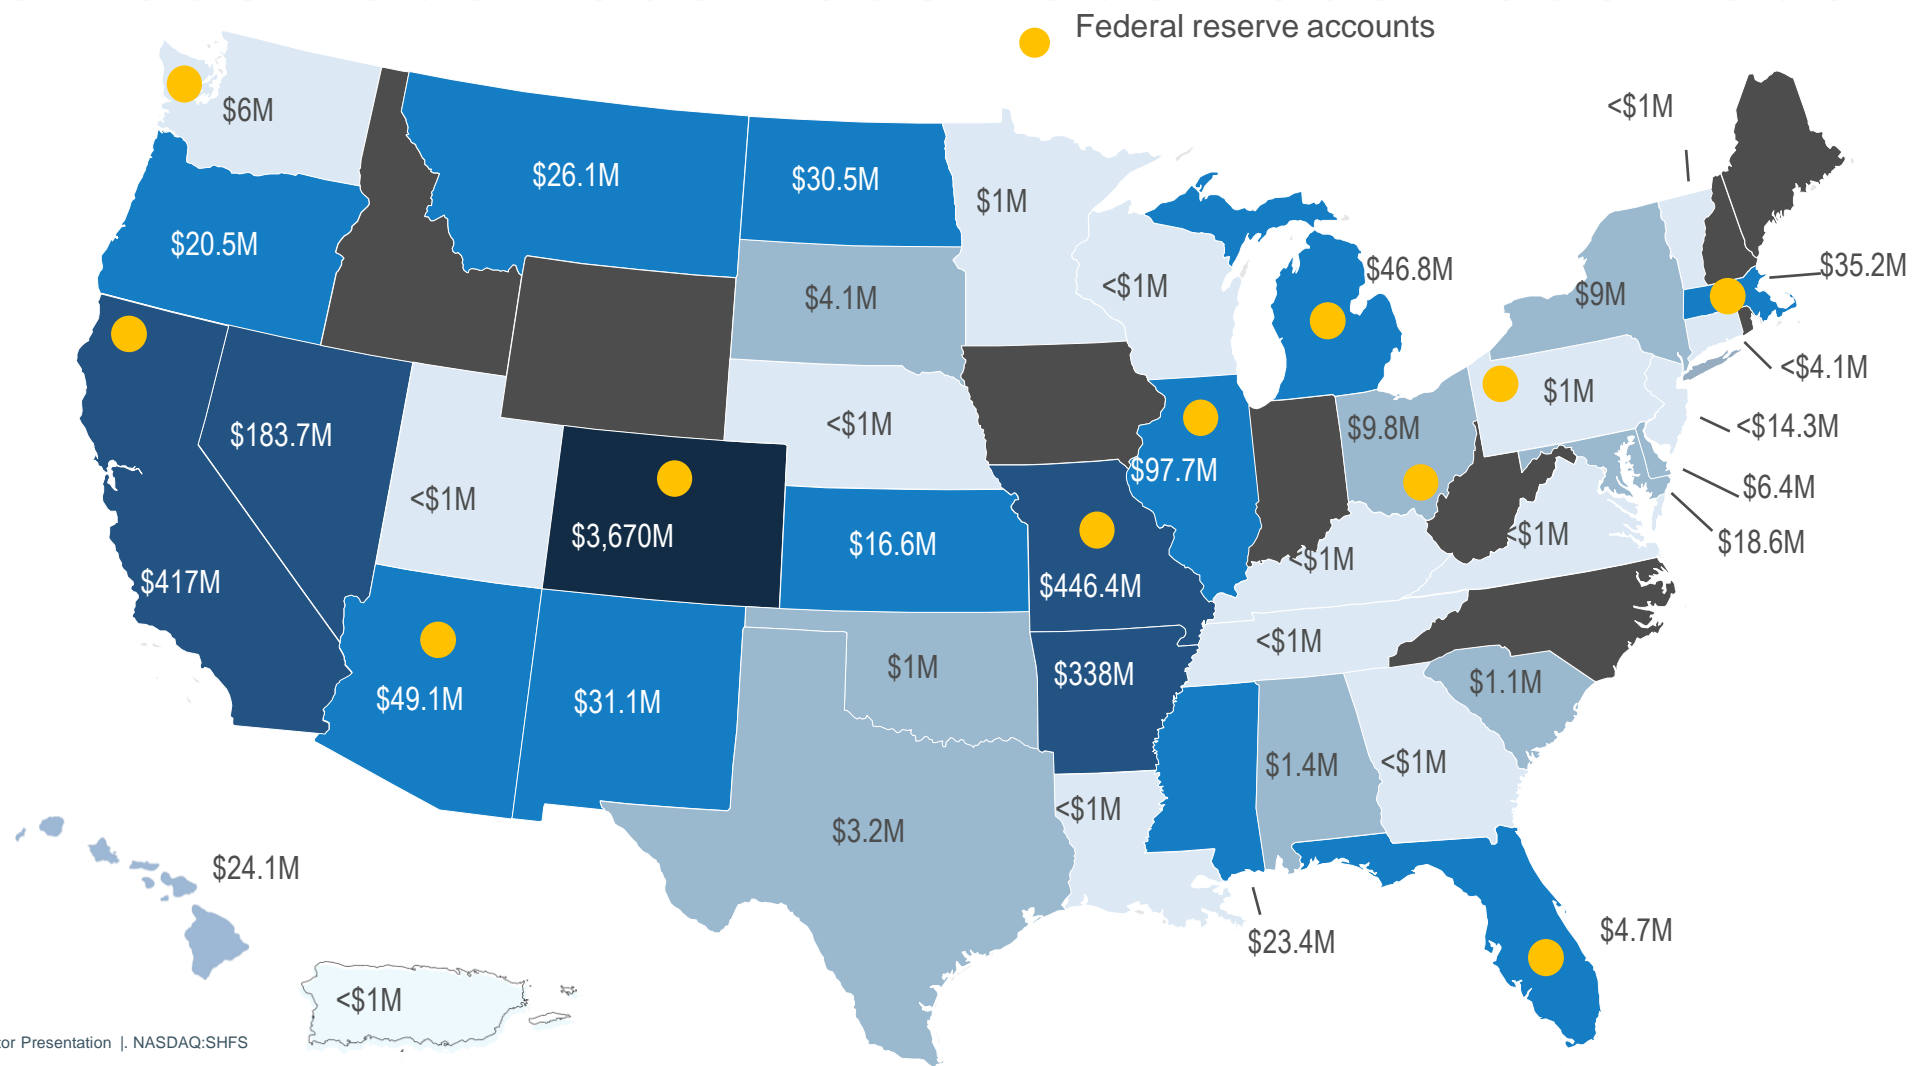 Federal reserve accounts
<$1M
$6M
$26.1M
$30.5M
$1M
$20.5M
<$1M
$46.8M
$35.2M
$4.1M
$9M
<$4.1M
$1M
$183.7M
<$1M
$9.8M
<$14.3M
$97.7M
<$1M
$6.4M
$3,670M
$16.6M
<$1M
$18.6M
<$1M
$417M
$446.4M
<$1M
$49.1M
$31.1M
$1M
$338M
$1.1M
$1.4M
<$1M
<$1M
$3.2M
$24.1M
$23.4M
$4.7M
<$1M
tor Presentation |. NASDAQ:SHFS